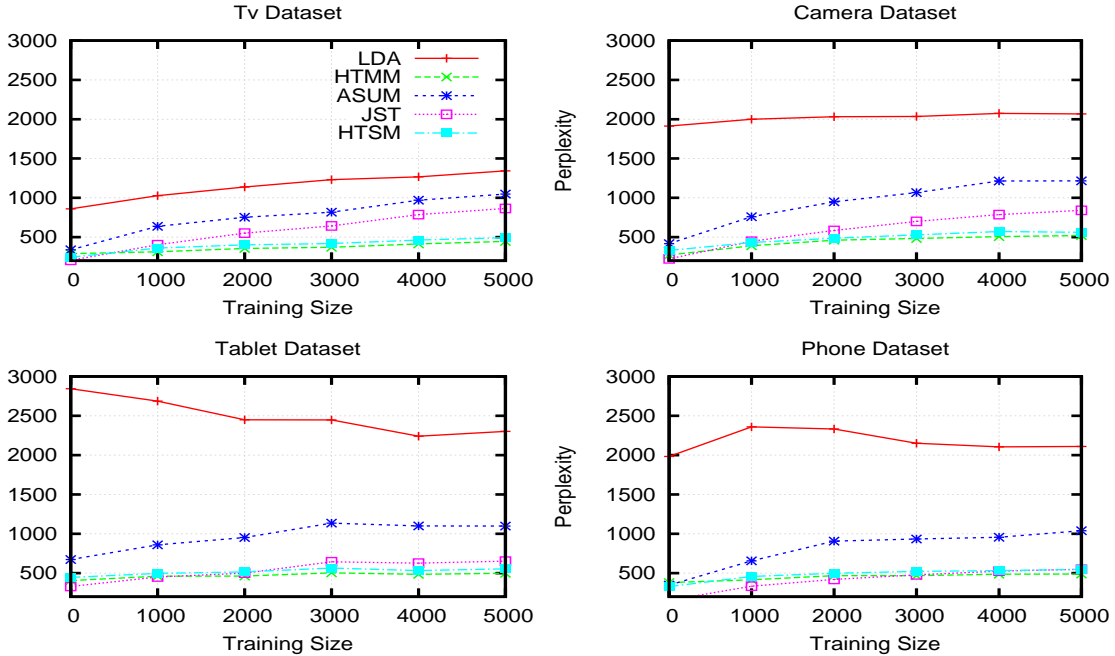 Tv Dataset
3000
2500
2000
1500
1000
500
LDA
HTMM
ASUM
JST
HTSM
0 1000 2000 3000 4000 5000
Training Size
Camera Dataset
Perplexity
3000
2500
2000
1500
1000
500
0 1000 2000 3000 4000 5000
Training Size
Tablet Dataset
3000
2500
2000
1500
1000
500
0 1000 2000 3000 4000 5000
Training Size
Phone Dataset
Perplexity
3000
2500
2000
1500
1000
500
0 1000 2000 3000 4000 5000
Training Size